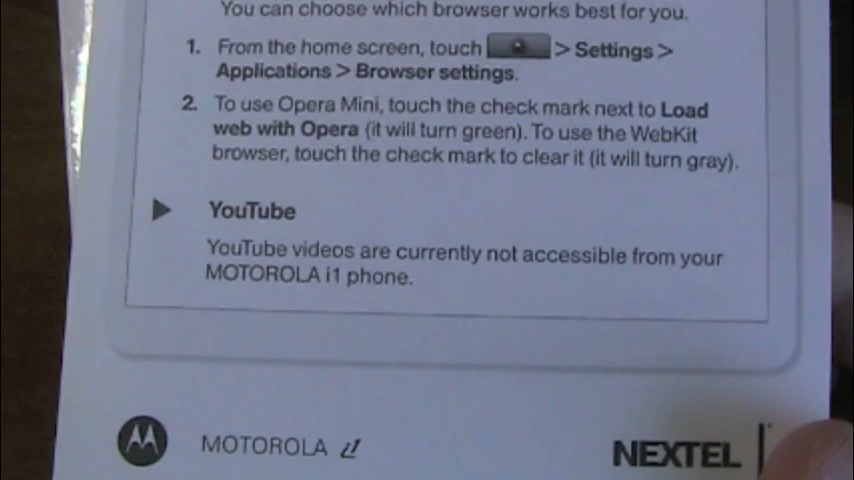 You can choose which browser works best for you.
1. From the home screen, touch > Settings >
Applications > Browser settings.
2. To use Opera Mini, touch the check mark next to Load
web with Opera (it will turn green). To use the WebKit
browser, touch the check mark to clear it (it will turn gray).
YouTube
YouTube videos are currently not accessible from your
MOTOROLA i1 phone.
MOTOROLA i1
NEXTEL